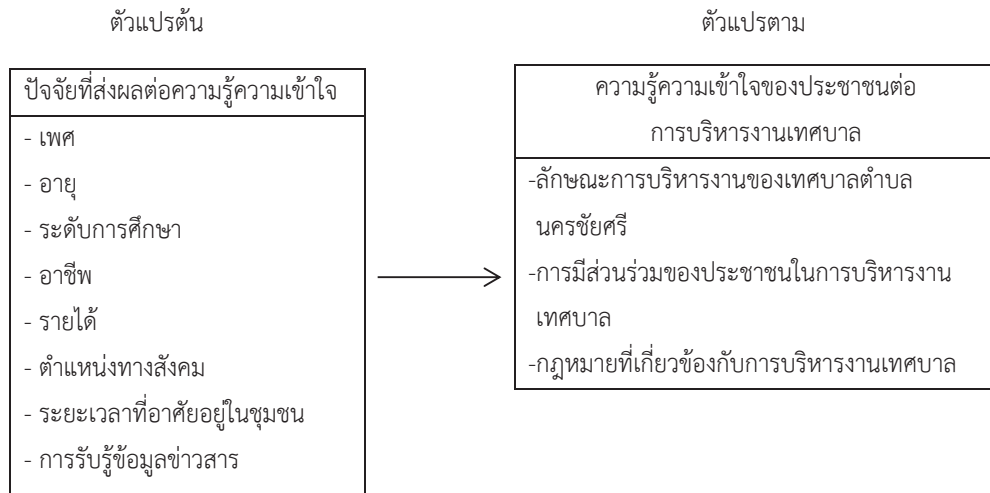 ตัวแปรต้น
ปัจจัยที่ส่งผลต่อความรู้ความเข้าใจ
- เพศ
- อายุ
- ระดับการศึกษา
- อาชีพ
- รายได้
- ตำแหน่งทางสังคม
- ระยะเวลาที่อาศัยอยู่ในชุมชน
- การรับรู้ข้อมูลข่าวสาร
ตัวแปรตาม
ความรู้ความเข้าใจของประชาชนต่อ
การบริหารงานเทศบาล
-ลักษณะการบริหารงานของเทศบาลตำบล
นครชัยศรี
-การมีส่วนร่วมของประชาชนในการบริหารงาน
เทศบาล
-กฎหมายที่เกี่ยวข้องกับการบริหารงานเทศบาล